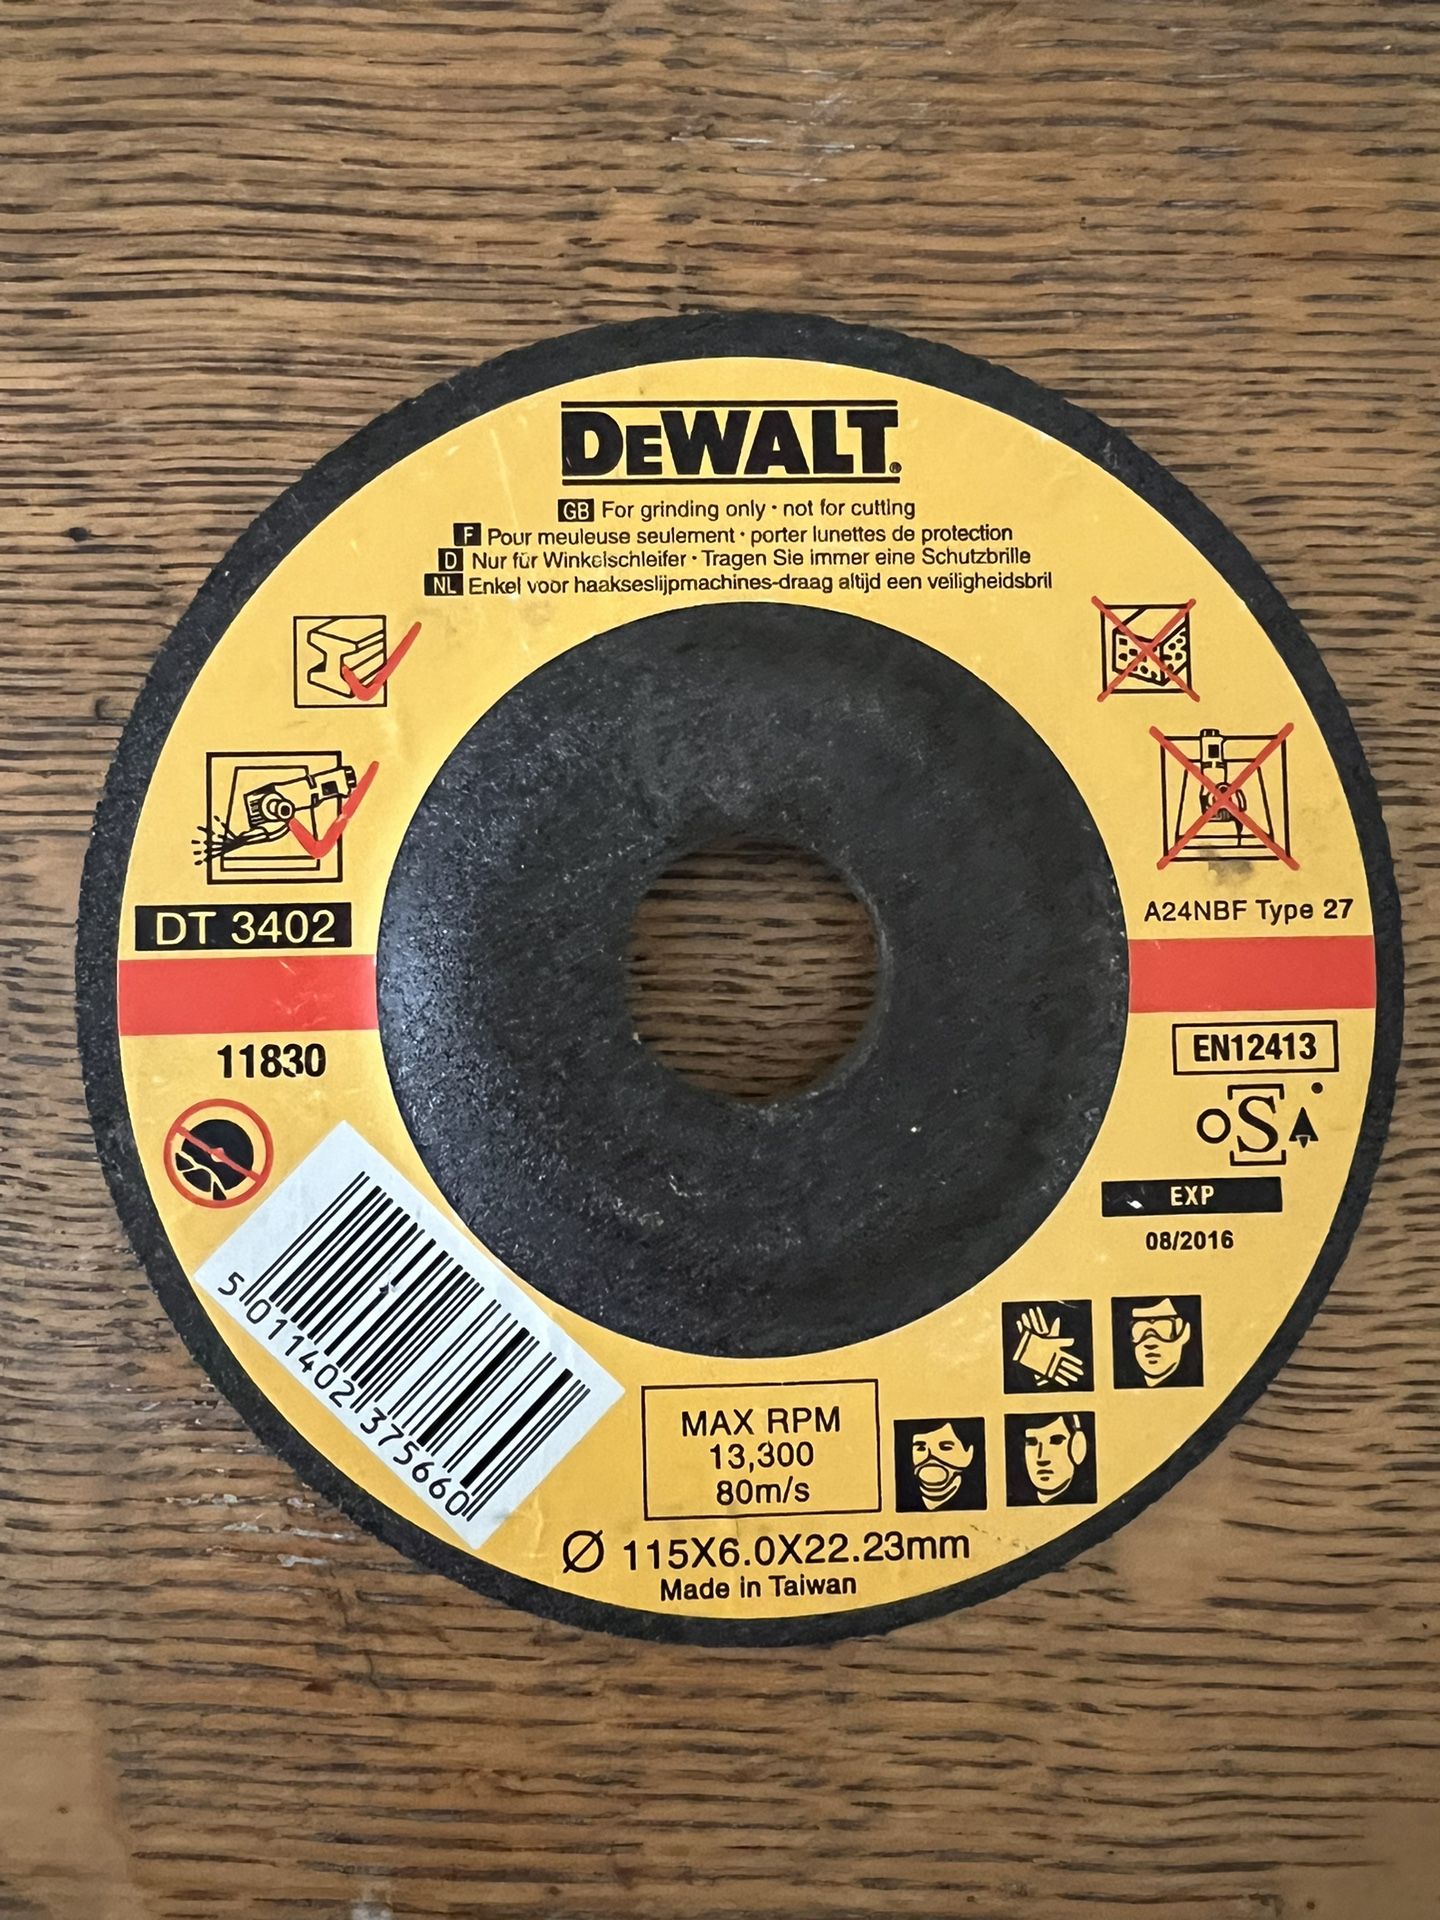 DEWALT®
GB For grinding only · not for cutting
F Pour meuleuse seulement · porter lunettes de protection
D Nur für Winkelschleifer · Tragen Sie immer eine Schutzbrille
NL Enkel voor haakseslijpmachines-draag altijd een veiligheidsbril
DT 3402
A24NBF Type 27
11830
EN12413
oSA
EXP
08/2016
5 011402 375660
MAX RPM
13,300
80m/s
Ø 115X6.0X22.23mm
Made in Taiwan